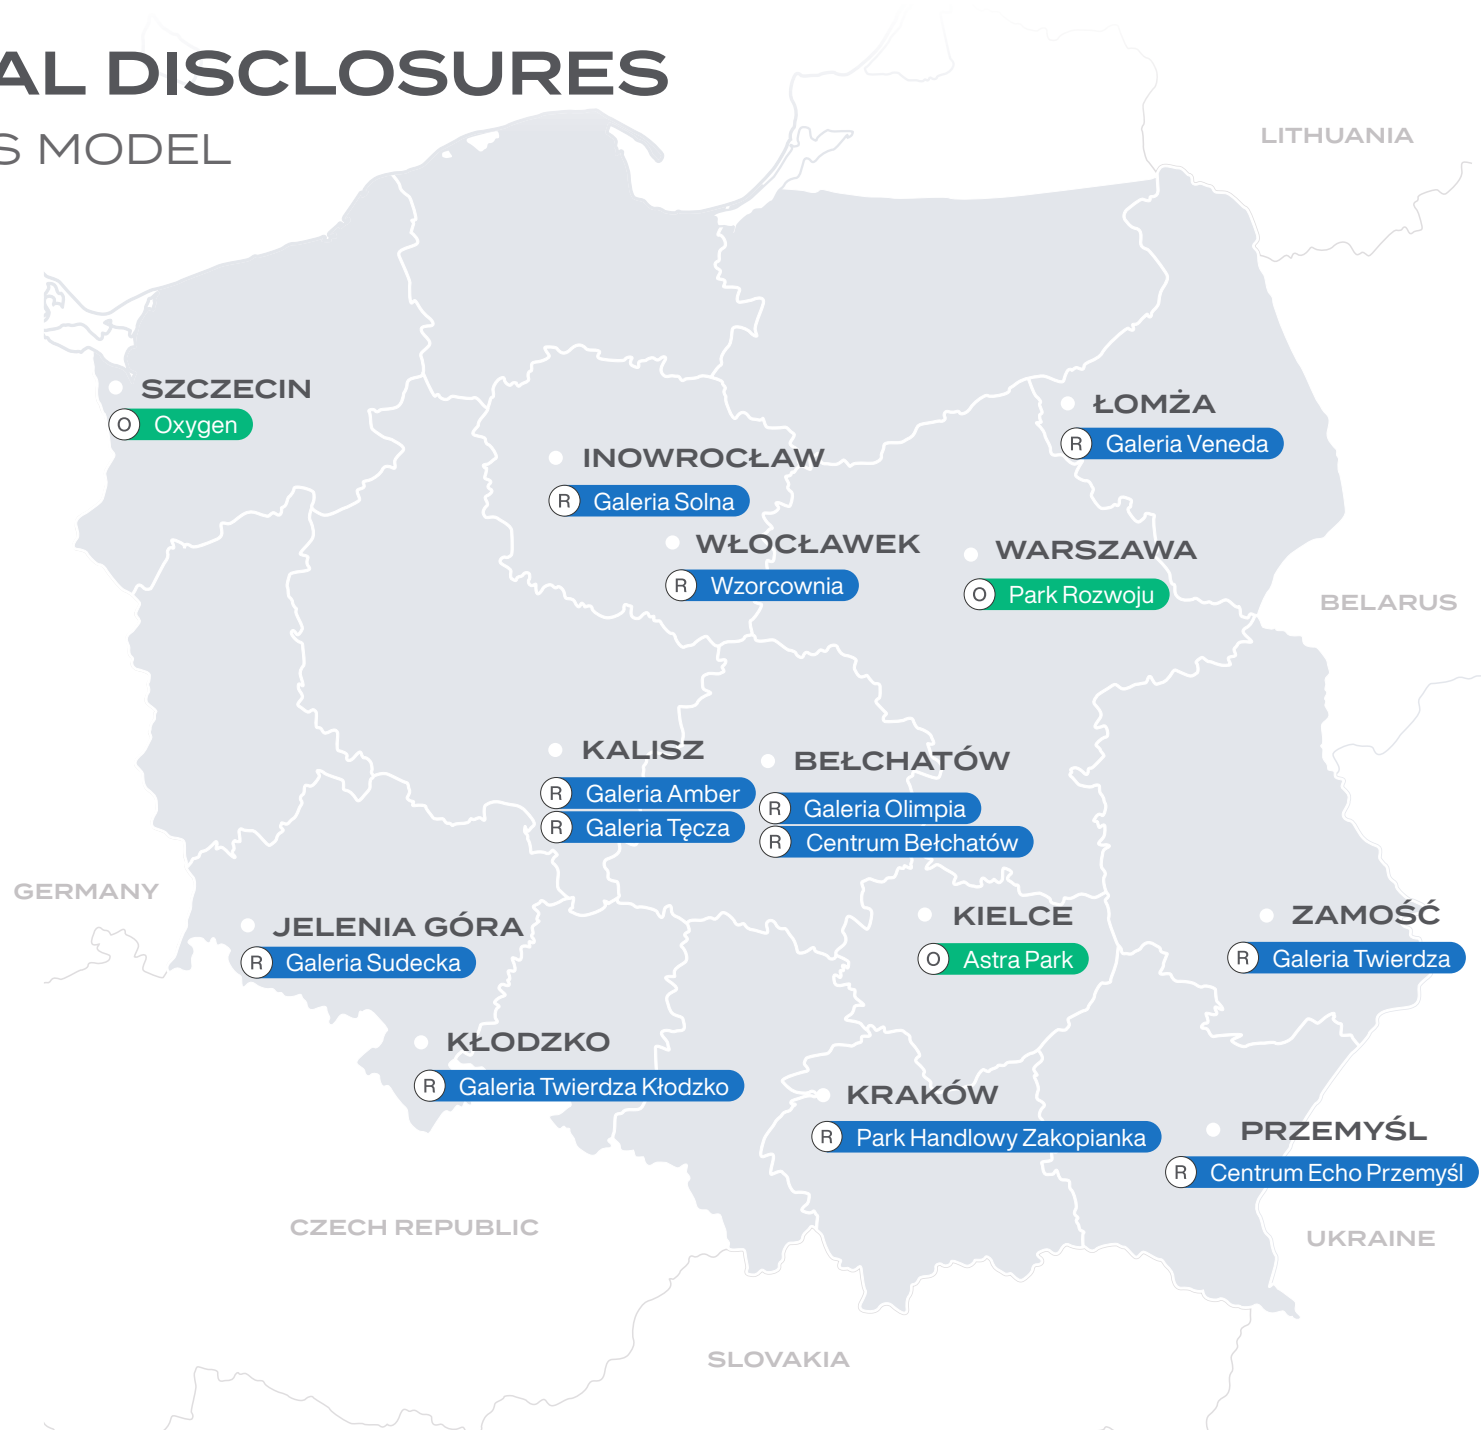 AL DISCLOSURES
S MODEL
LITHUANIA
SZCZECIN
O Oxygen
ŁOMŻA
R Galeria Veneda
INOWROCŁAW
R Galeria Solna
WŁOCŁAWEK
R Wzorcownia
WARSZAWA
O Park Rozwoju
BELARUS
KALISZ
R Galeria Amber
R Galeria Tęcza
BEŁCHATÓW
R Galeria Olimpia
R Centrum Bełchatów
GERMANY
JELENIA GÓRA
R Galeria Sudecka
KIELCE
O Astra Park
ZAMOŚĆ
R Galeria Twierdza
KŁODZKO
R Galeria Twierdza Kłodzko
KRAKÓW
R Park Handlowy Zakopianka
PRZEMYŚL
R Centrum Echo Przemyśl
CZECH REPUBLIC
UKRAINE
SLOVAKIA